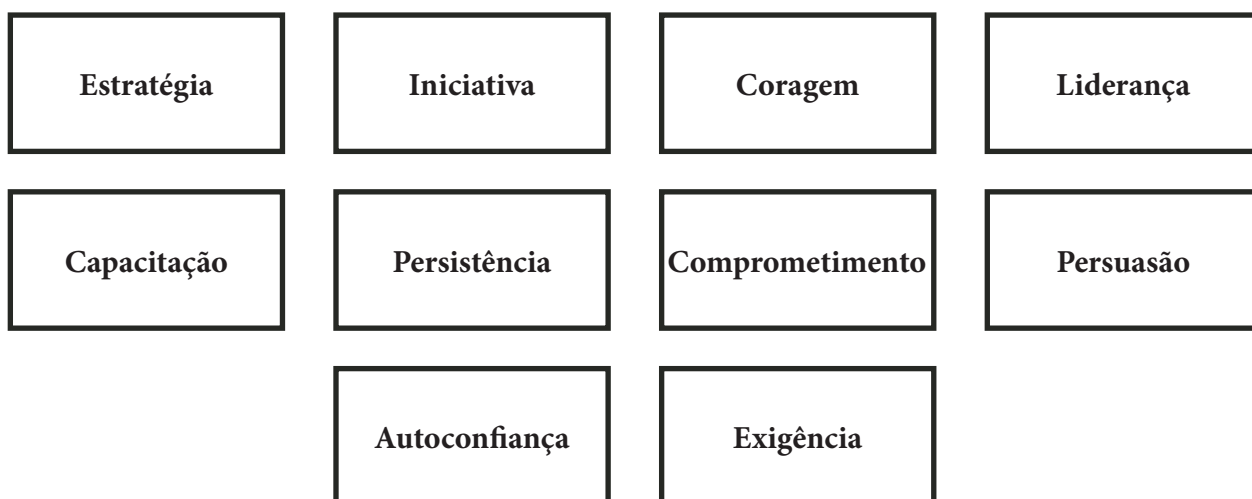 Estratégia
Iniciativa
Coragem
Liderança
Capacitação
Persistência
Comprometimento
Persuasão
Autoconfiança
Exigência